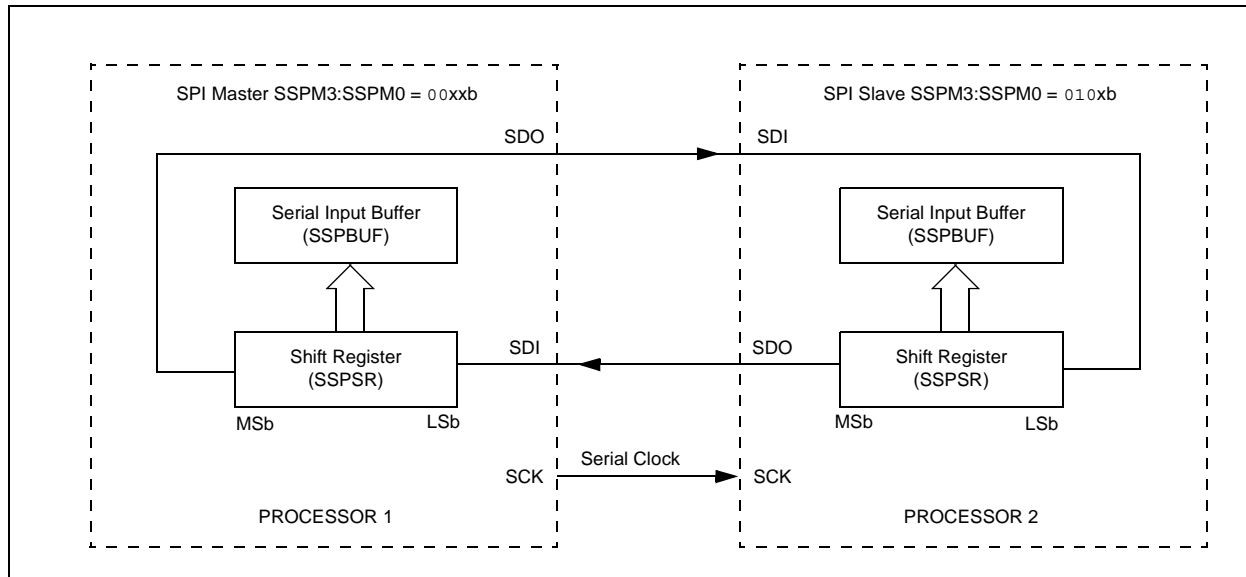 SPI Master SSPM3:SSPM0 = 00xxb
SPI Slave SSPM3:SSPM0 = 010xb
SDO
SDI
Serial Input Buffer
(SSPBUF)
Serial Input Buffer
(SSPBUF)
Shift Register
(SSPSR)
SDI
SDO
Shift Register
(SSPSR)
MSb
LSb
MSb
LSb
SCK
Serial Clock
SCK
PROCESSOR 1
PROCESSOR 2